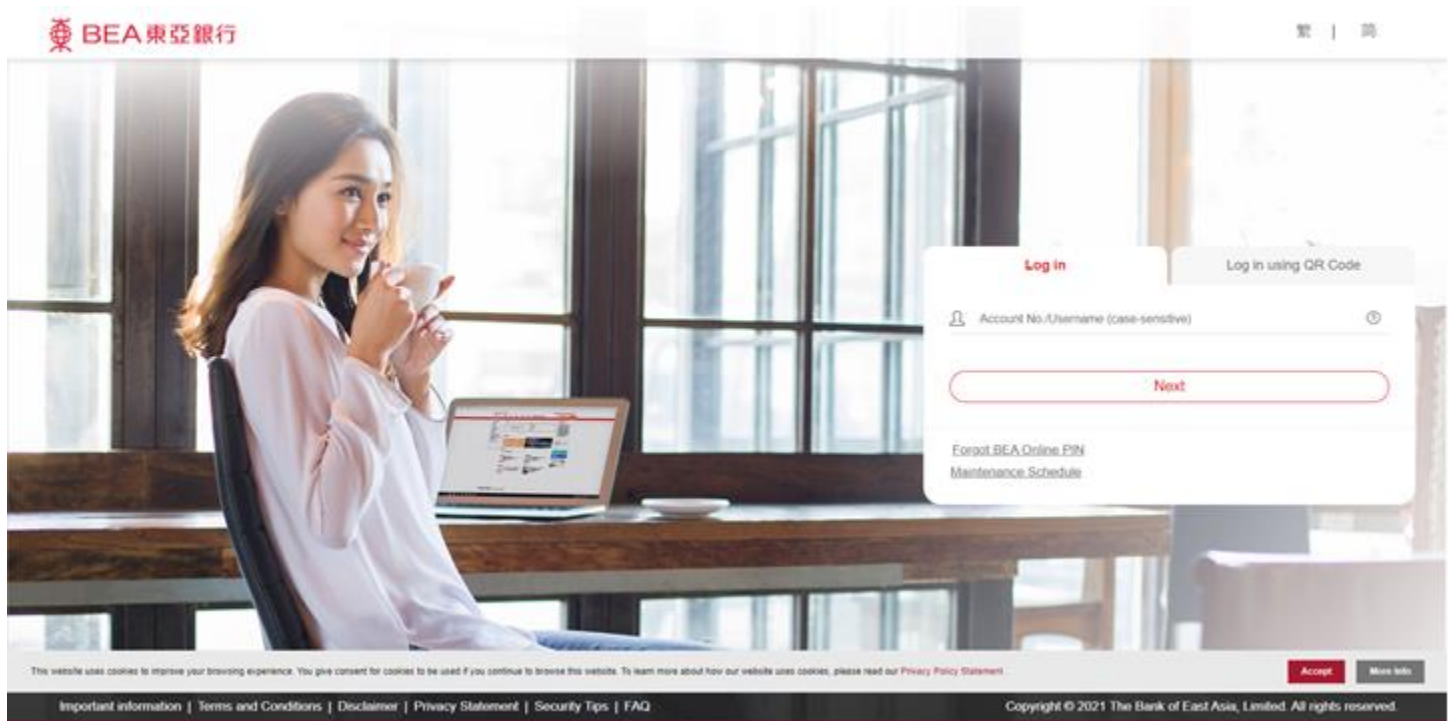 BEA東亞銀行
繁 | 简
Log in
Log in using QR Code
Account No./Username (case-sensitive)
Next
Forgot BEA Online PIN
Maintenance Schedule
This website uses cookies to improve your browsing experience. You give consent for cookies to be used if you continue to browse this website. To learn more about how our website uses cookies, please read our Privacy Policy Statement.
Accept
More Info
Important information | Terms and Conditions | Disclaimer | Privacy Statement | Security Tips | FAQ
Copyright © 2021 The Bank of East Asia, Limited. All rights reserved.